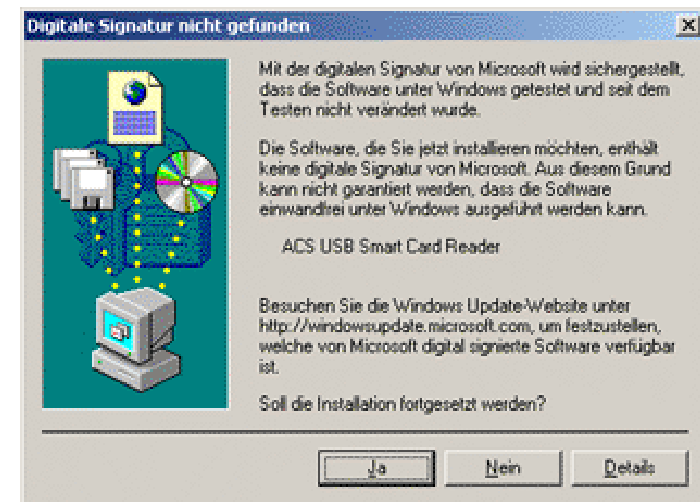 Digitale Signatur nicht gefunden
Mit der digitalen Signatur von Microsoft wird sichergestellt,
dass die Software unter Windows getestet und seit dem
Testen nicht verändert wurde.
Die Software, die Sie jetzt installieren möchten, enthält
keine digitale Signatur von Microsoft. Aus diesem Grund
kann nicht garantiert werden, dass die Software
einwandfrei unter Windows ausgeführt werden kann.
ACS USB Smart Card Reader
Besuchen Sie die Windows Update-Website unter
http://windowsupdate.microsoft.com, um festzustellen,
welche von Microsoft digital signierte Software verfügbar
ist.
Soll die Installation fortgesetzt werden?
Ja Nein Details